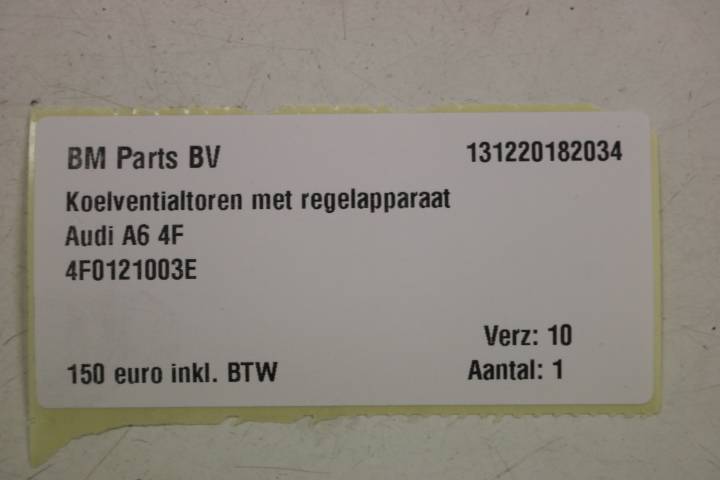 BM Parts BV
131220182034
Koelventialtoren met regelapparaat
Audi A6 4F
4F0121003E
Verz: 10
150 euro inkl. BTW
Aantal: 1